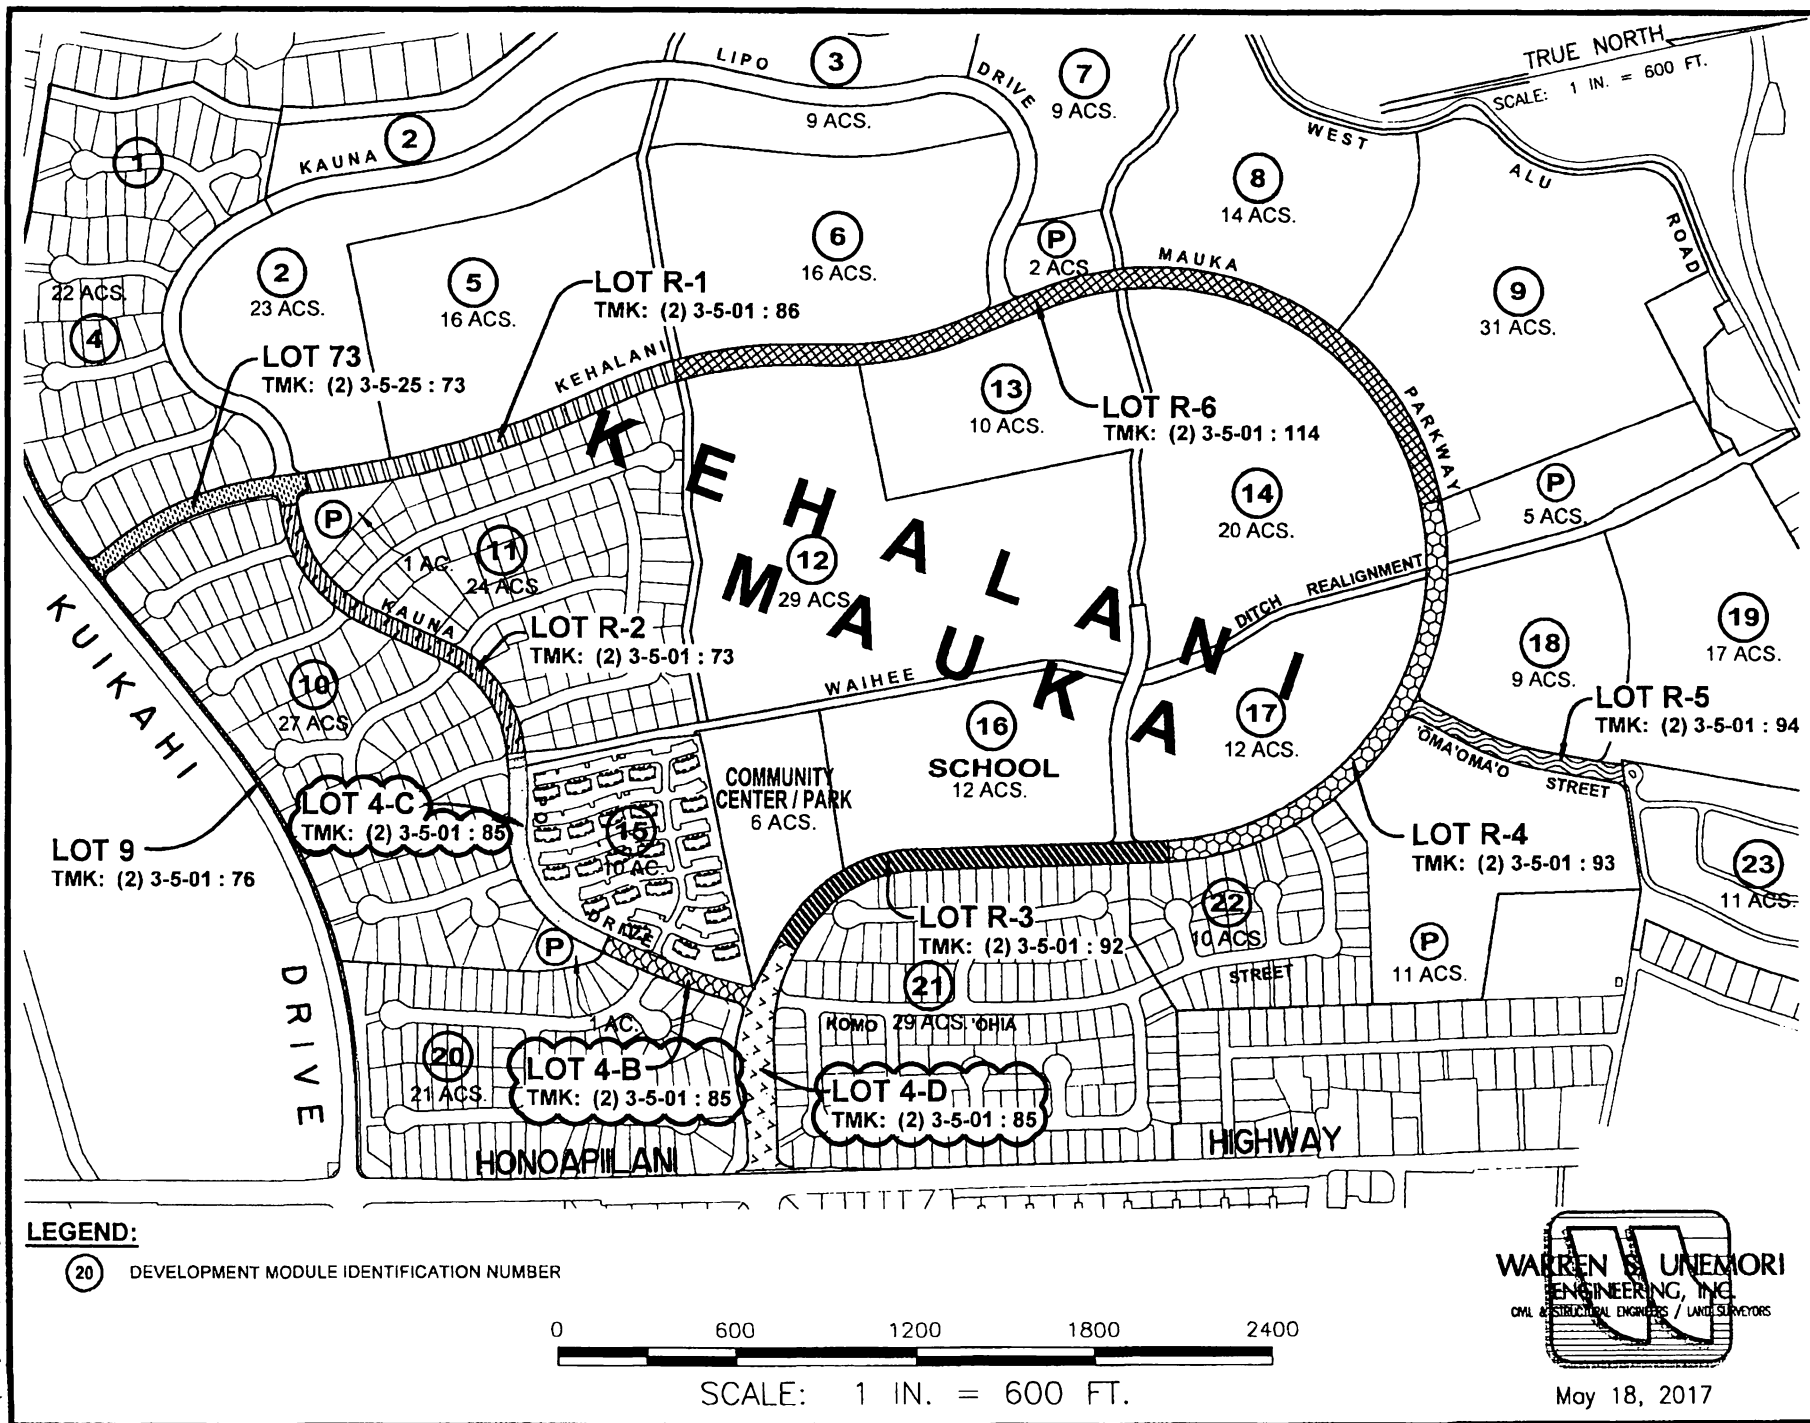 TRUE NORTH
SCALE: 1 IN. = 600 FT.
LIPO
DRIVE
3
9 ACS.
7
9 ACS.
1
KAUNA
2
WEST
ALU
ROAD
8
14 ACS.
22 ACS.
4
2
23 ACS.
5
16 ACS.
6
16 ACS.
P
2 ACS
MAUKA
9
31 ACS.
LOT R-1
TMK: (2) 3-5-01 : 86
LOT 73
TMK: (2) 3-5-25 : 73
KEHALANI
PARKWAY
13
10 ACS.
LOT R-6
TMK: (2) 3-5-01 : 114
KEHALANI
MAUKA
P
1 AC.
11
24 ACS
12
29 ACS
14
20 ACS.
P
5 ACS.
KUIKAHI
DRIVE
KAUNA
LOT R-2
TMK: (2) 3-5-01 : 73
WAIHEE
DITCH
REALIGNMENT
10
27 ACS
18
9 ACS.
19
17 ACS.
LOT R-5
TMK: (2) 3-5-01 : 94
'OMA'OMA'O
STREET
16
SCHOOL
12 ACS.
17
12 ACS.
COMMUNITY
CENTER / PARK
6 ACS.
LOT 4-C
TMK: (2) 3-5-01 : 85
15
10 AC.
LOT 9
TMK: (2) 3-5-01 : 76
LOT R-4
TMK: (2) 3-5-01 : 93
23
11 ACS.
DRIVE
P
1 AC.
LOT R-3
TMK: (2) 3-5-01 : 92
22
10 ACS
STREET
P
11 ACS.
21
29 ACS.
KOMO
'OHIA
20
21 ACS.
LOT 4-B
TMK: (2) 3-5-01 : 85
LOT 4-D
TMK: (2) 3-5-01 : 85
HONOAPIILANI
HIGHWAY
LEGEND:
20 DEVELOPMENT MODULE IDENTIFICATION NUMBER
0 600 1200 1800 2400
SCALE: 1 IN. = 600 FT.
WARREN S. UNEMORI
ENGINEERING, INC.
CIVIL & STRUCTURAL ENGINEERS / LAND SURVEYORS
May 18, 2017